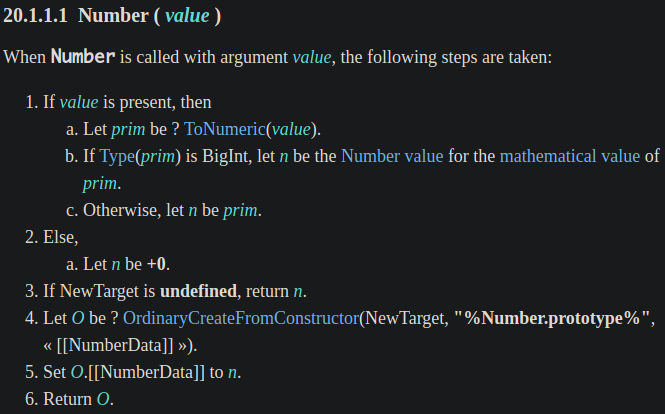 20.1.1.1 Number ( value )
When Number is called with argument value, the following steps are taken:
1. If value is present, then
a. Let prim be ? ToNumeric(value).
b. If Type(prim) is BigInt, let n be the Number value for the mathematical value of
prim.
c. Otherwise, let n be prim.
2. Else,
a. Let n be +0.
3. If NewTarget is undefined, return n.
4. Let O be ? OrdinaryCreateFromConstructor(NewTarget, "%Number.prototype%",
« [[NumberData]] »).
5. Set O.[[NumberData]] to n.
6. Return O.